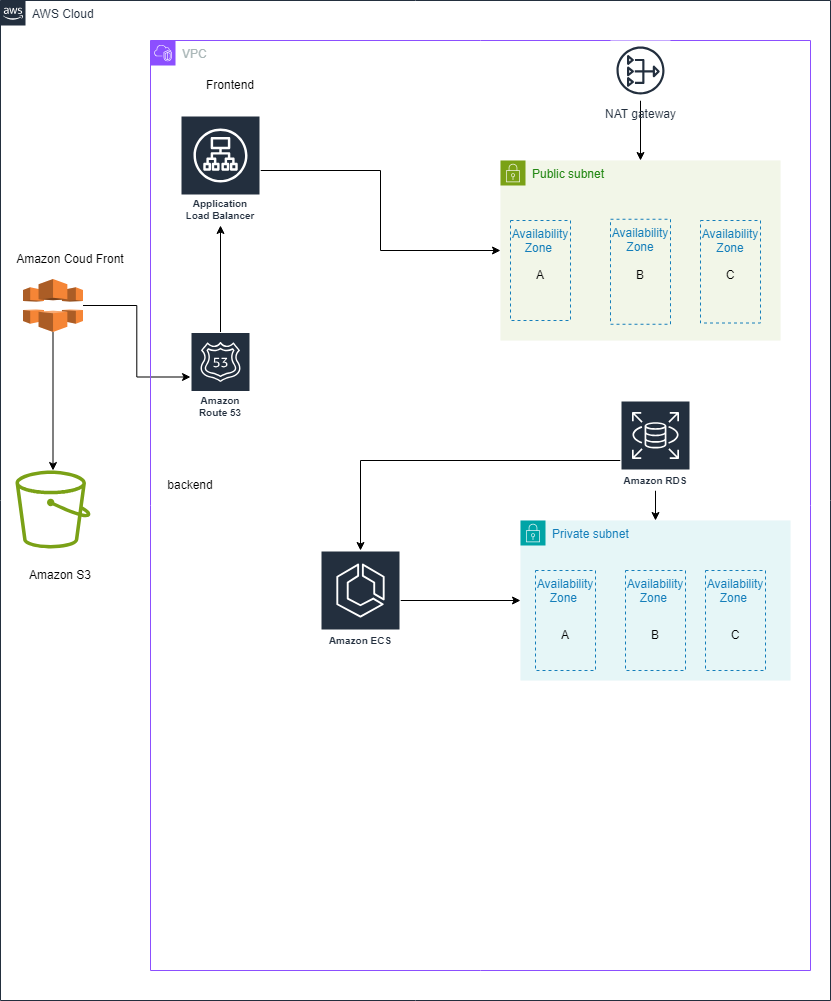 aws
AWS Cloud
VPC
Frontend
NAT gateway
Application
Load Balancer
Public subnet
Availability
Zone
A
Availability
Zone
B
Availability
Zone
C
Amazon Coud Front
53
Amazon
Route 53
Amazon RDS
backend
Amazon S3
Amazon ECS
Private subnet
Availability
Zone
A
Availability
Zone
B
Availability
Zone
C